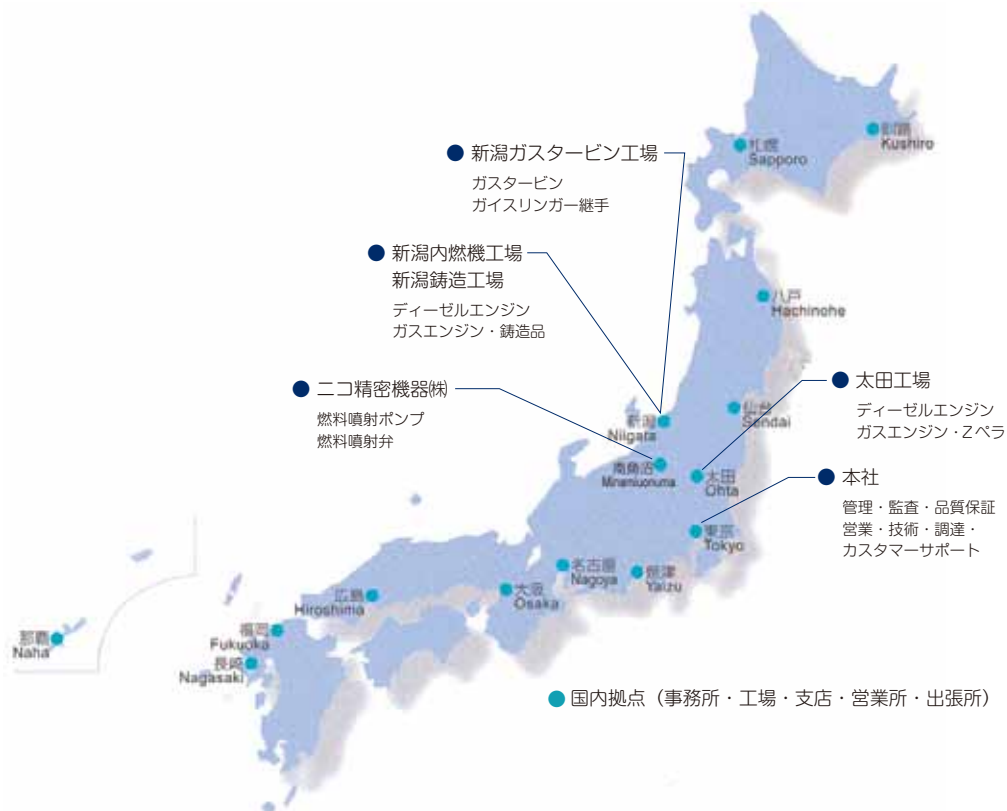 釧路
Kushiro
札幌
Sapporo
● 新潟ガスタービン工場
ガスタービン
ガイスリンガー継手
● 新潟内燃機工場
新潟鋳造工場
ディーゼルエンジン
ガスエンジン・鋳造品
八戸
Hachinohe
● ニコ精密機器㈱
燃料噴射ポンプ
燃料噴射弁
● 太田工場
ディーゼルエンジン
ガスエンジン・Zペラ
仙台
Sendai
新潟
Niigata
南魚沼
Minamiuonuma
太田
Ohta
● 本社
管理・監査・品質保証
営業・技術・調達・
カスタマーサポート
東京
Tokyo
名古屋
Nagoya
焼津
Yaizu
大阪
Osaka
広島
Hiroshima
福岡
Fukuoka
長崎
Nagasaki
那覇
Naha
● 国内拠点（事務所・工場・支店・営業所・出張所）